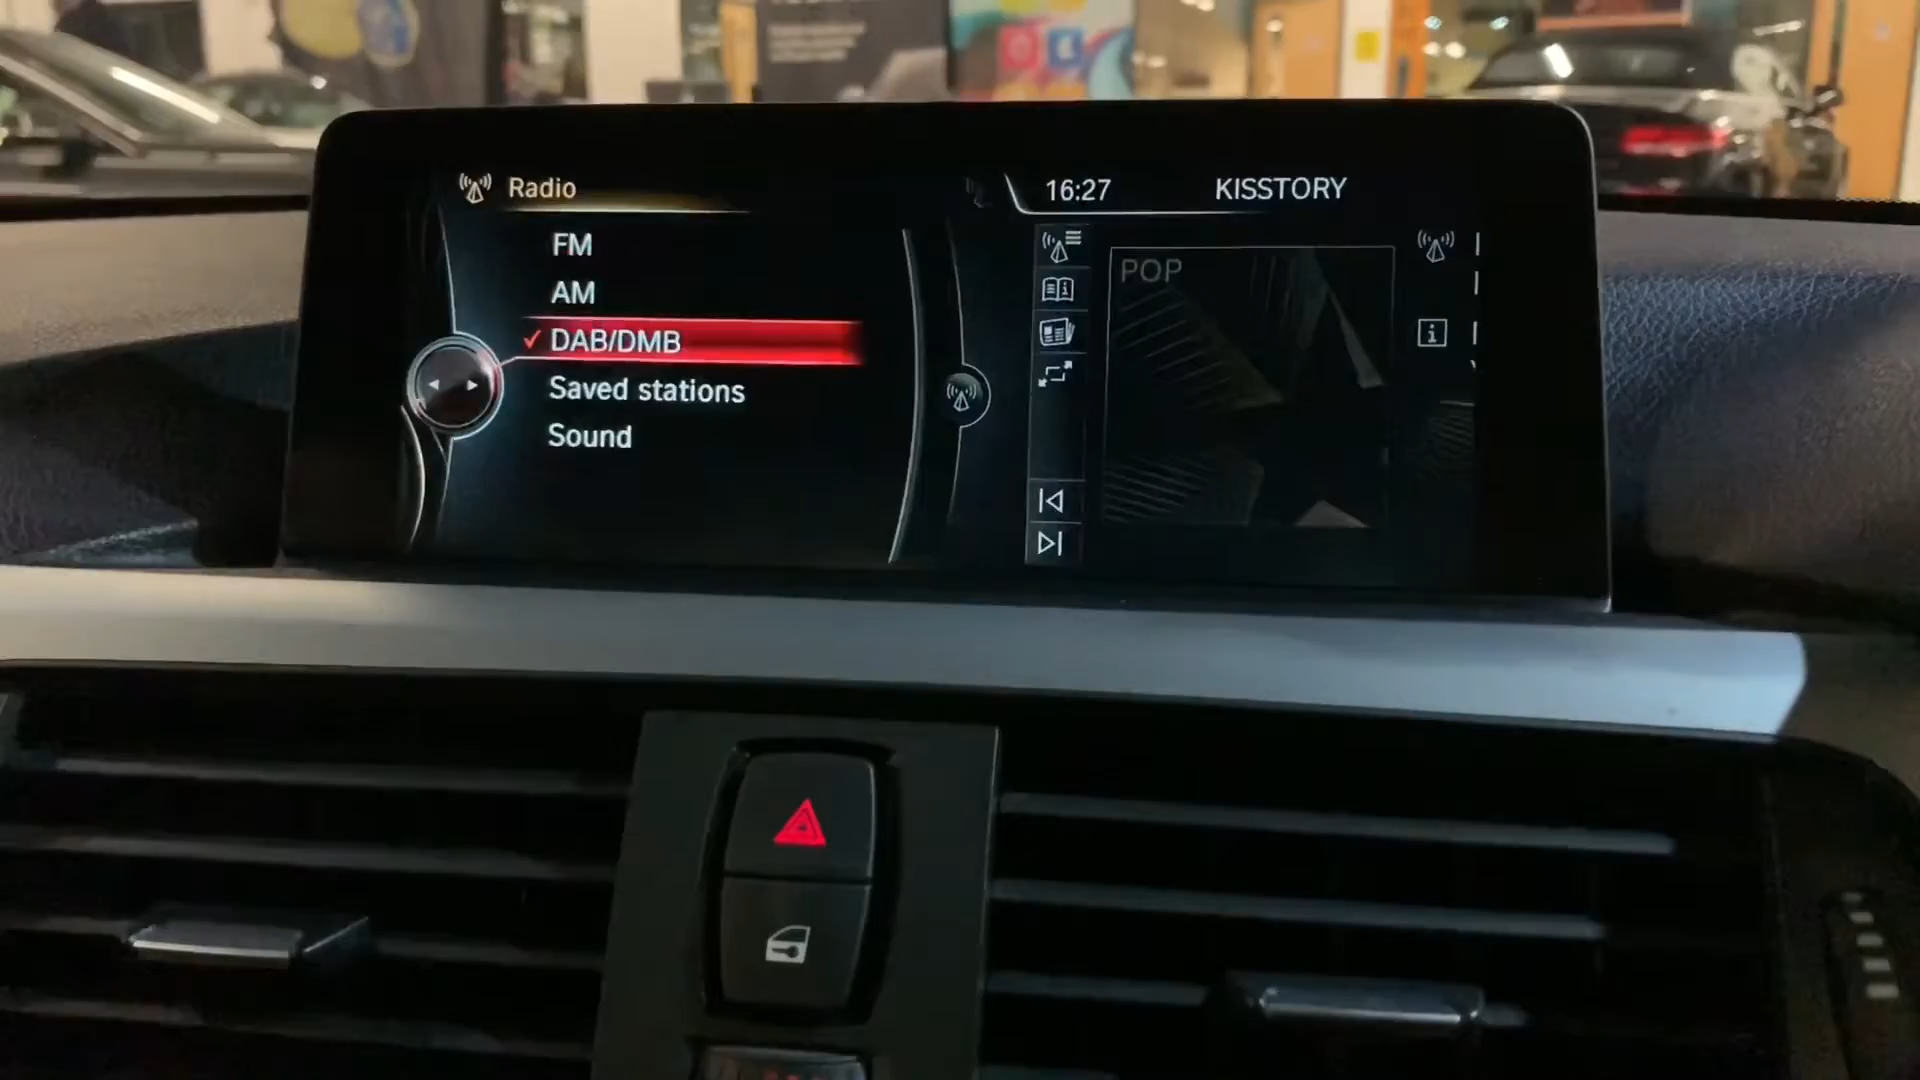 Radio
FM
AM
DAB/DMB
Saved stations
Sound
16:27
KISSTORY
POP